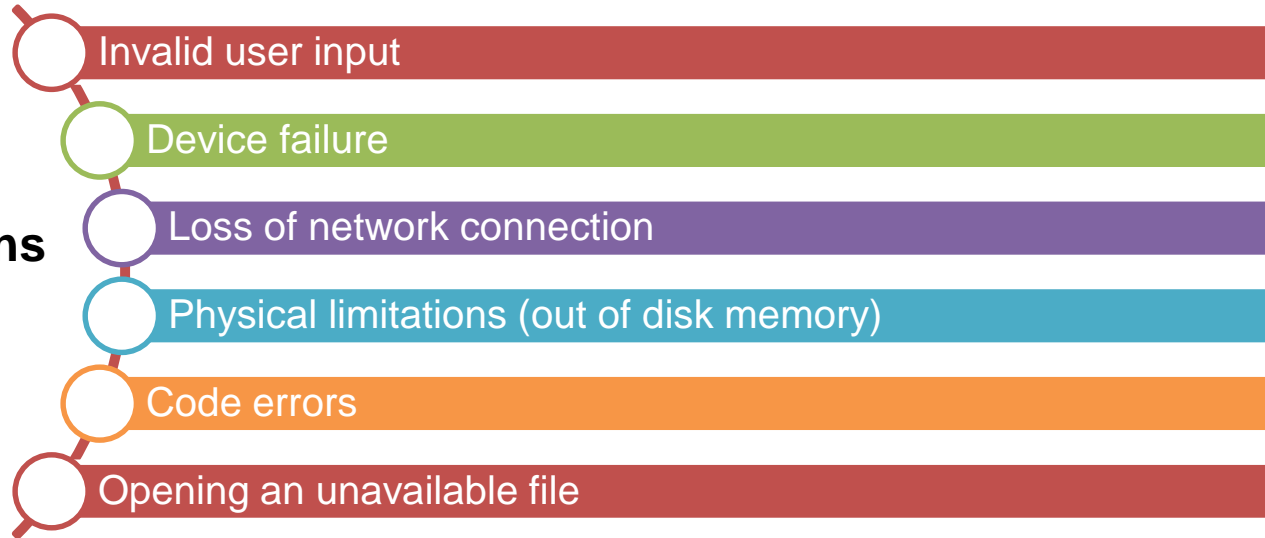 Invalid user input
Device failure
Loss of network connection
ns
Physical limitations (out of disk memory)
Code errors
Opening an unavailable file